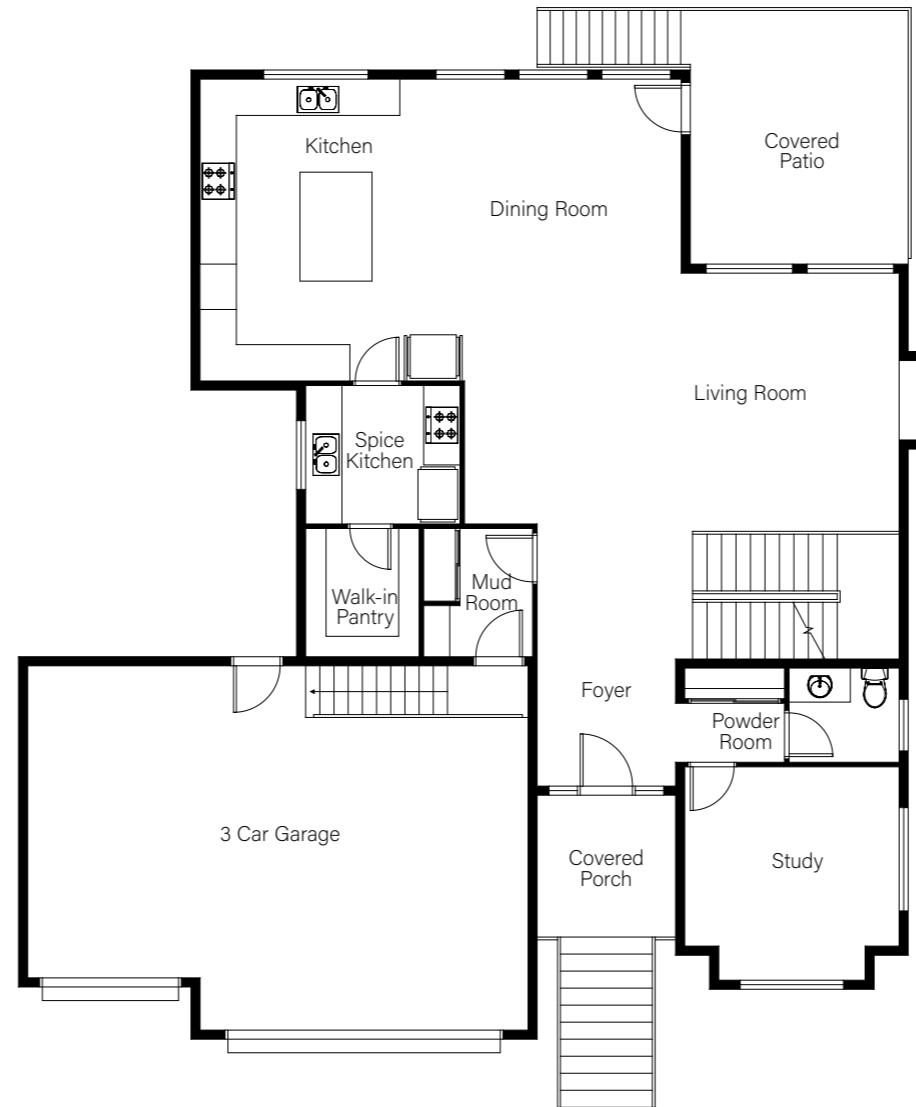 Covered
Patio
Kitchen
Dining Room
Living Room
Spice
Kitchen
Walk-in
Pantry
Mud
Room
Foyer
Powder
Room
3 Car Garage
Covered
Porch
Study